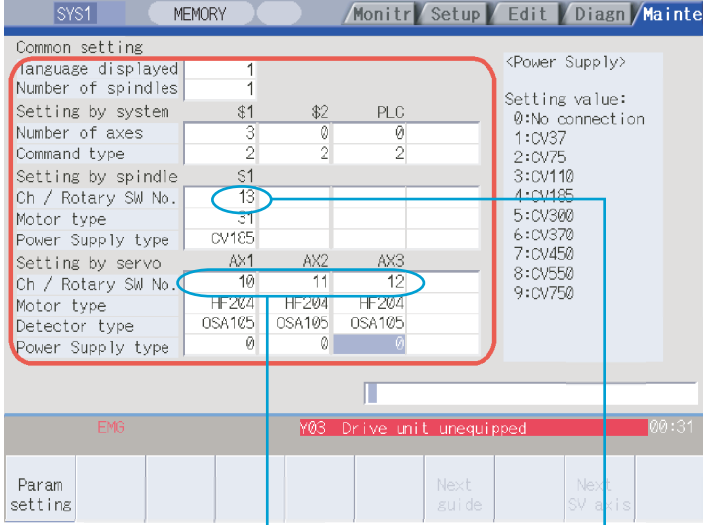 SYS1 MEMORY Monitr Setup Edit Diagn Mainte
Common setting
language displayed 1
Number of spindles 1
Setting by system $1 $2 PLC
Number of axes 3 0 0
Command type 2 2 2
Setting by spindle S1
Ch / Rotary SW No. 13
Motor type 31
Power Supply type CV185
Setting by servo AX1 AX2 AX3
Ch / Rotary SW No. 10 11 12
Motor type HF204 HF204 HF204
Detector type OSA105 OSA105 OSA105
Power Supply type 0 0 0
<Power Supply>
Setting value:
0:No connection
1:CV37
2:CV75
3:CV110
4:CV185
5:CV300
6:CV370
7:CV450
8:CV550
9:CV750
EMG Y03 Drive unit unequipped 00:31
Param setting
Next guide
Next SV axis